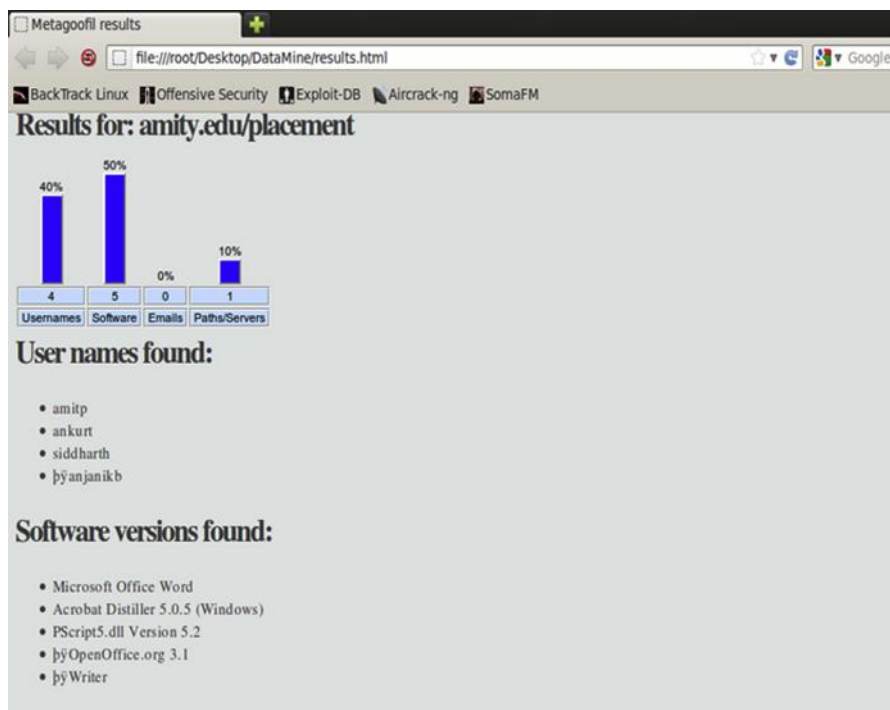 Metagoofil results
file:///root/Desktop/DataMine/results.html
Google
BackTrack Linux Offensive Security Exploit-DB Aircrack-ng SomaFM
Results for: amity.edu/placement
50%
40%
10%
0%
4 5 0 1
Usernames Software Emails Paths/Servers
User names found:
• amitp
• ankurt
• siddharth
• þÿanjanikb
Software versions found:
• Microsoft Office Word
• Acrobat Distiller 5.0.5 (Windows)
• PScript5.dll Version 5.2
• þÿOpenOffice.org 3.1
• þÿWriter